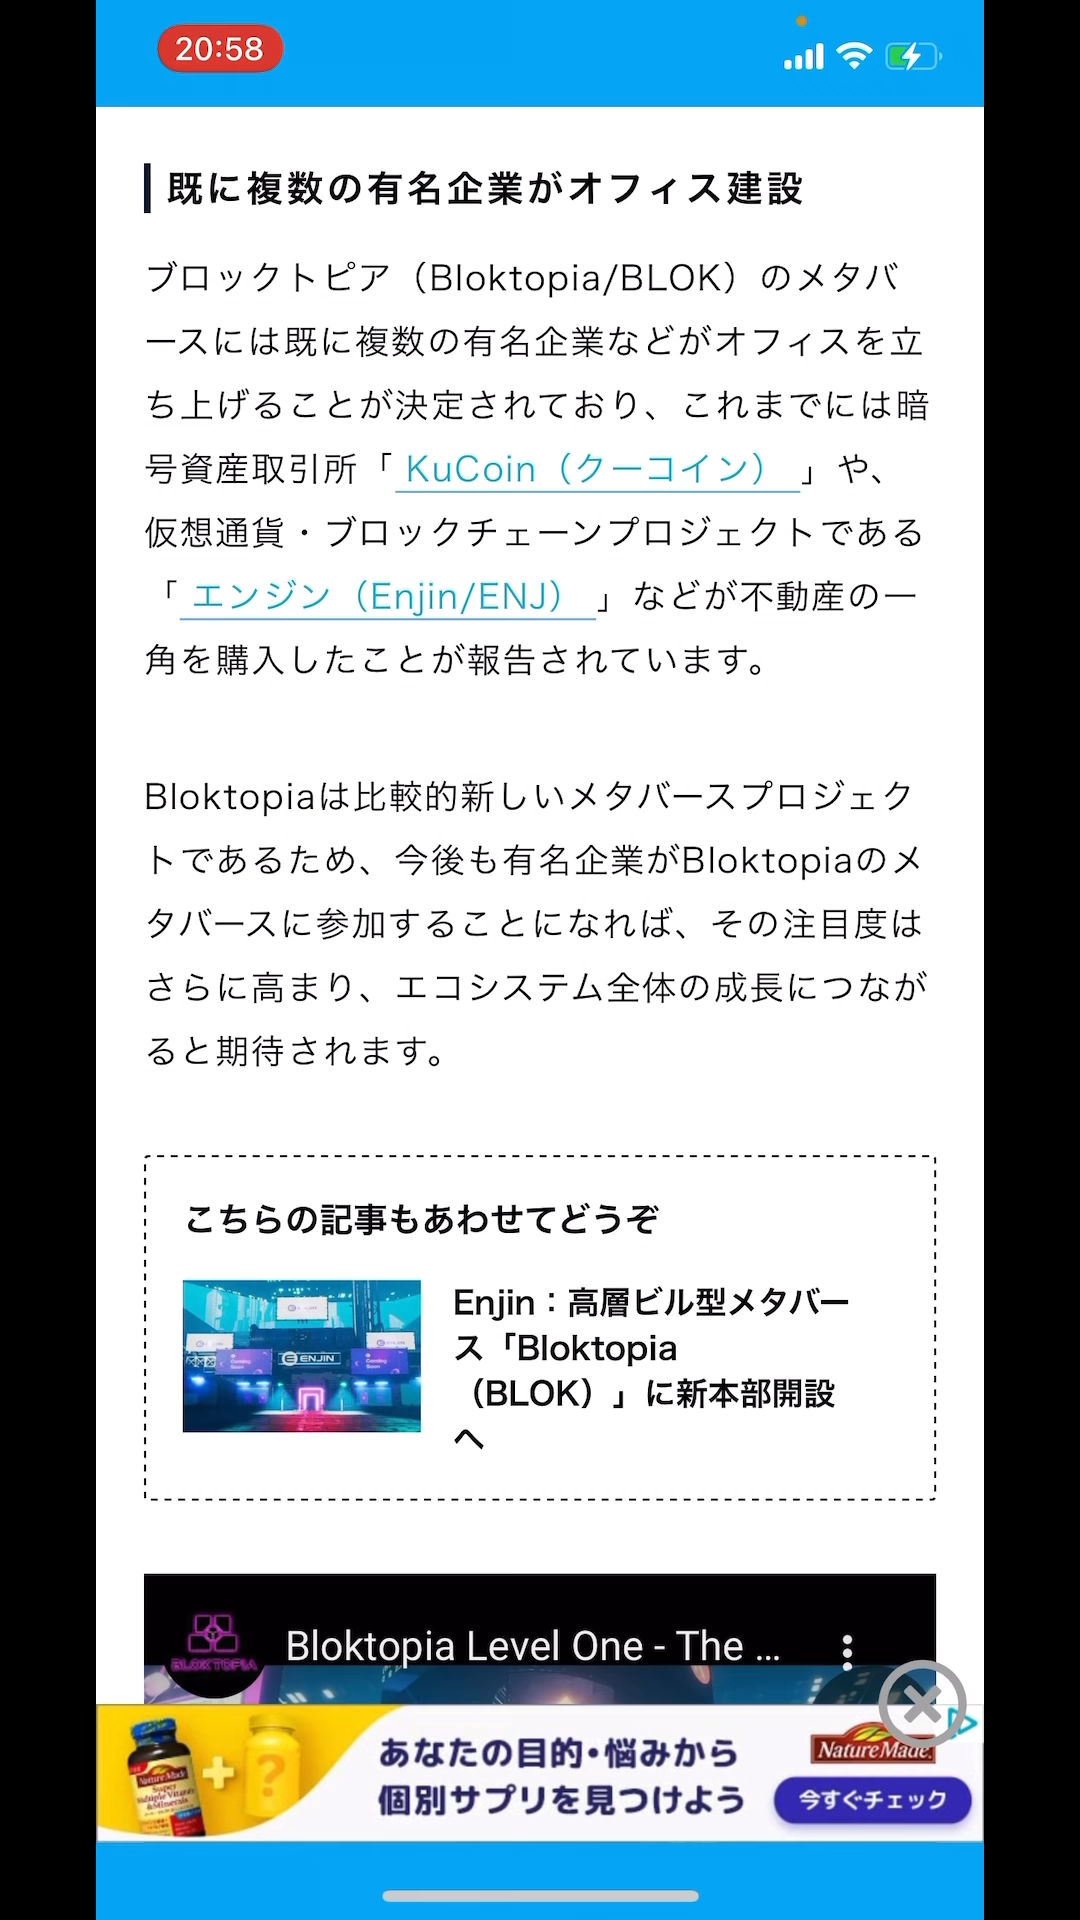 20:58
既に複数の有名企業がオフィス建設
ブロックトピア（Bloktopia/BLOK）のメタバ
ースには既に複数の有名企業などがオフィスを立
ち上げることが決定されており、これまでには暗
号資産取引所「 KuCoin（クーコイン） 」や、
仮想通貨・ブロックチェーンプロジェクトである
「 エンジン（Enjin/ENJ） 」などが不動産の一
角を購入したことが報告されています。
Bloktopiaは比較的新しいメタバースプロジェク
トであるため、今後も有名企業がBloktopiaのメ
タバースに参加することになれば、その注目度は
さらに高まり、エコシステム全体の成長につなが
ると期待されます。
こちらの記事もあわせてどうぞ
ENJIN
Coming Soon
Coming Soon
Enjin：高層ビル型メタバー
ス「Bloktopia
（BLOK）」に新本部開設
へ
BLOKTOPIA
Bloktopia Level One - The ...
あなたの目的・悩みから
個別サプリを見つけよう
Nature Made
Super
Multiple Vitamin
&Minerals
?
Nature Made
今すぐチェック